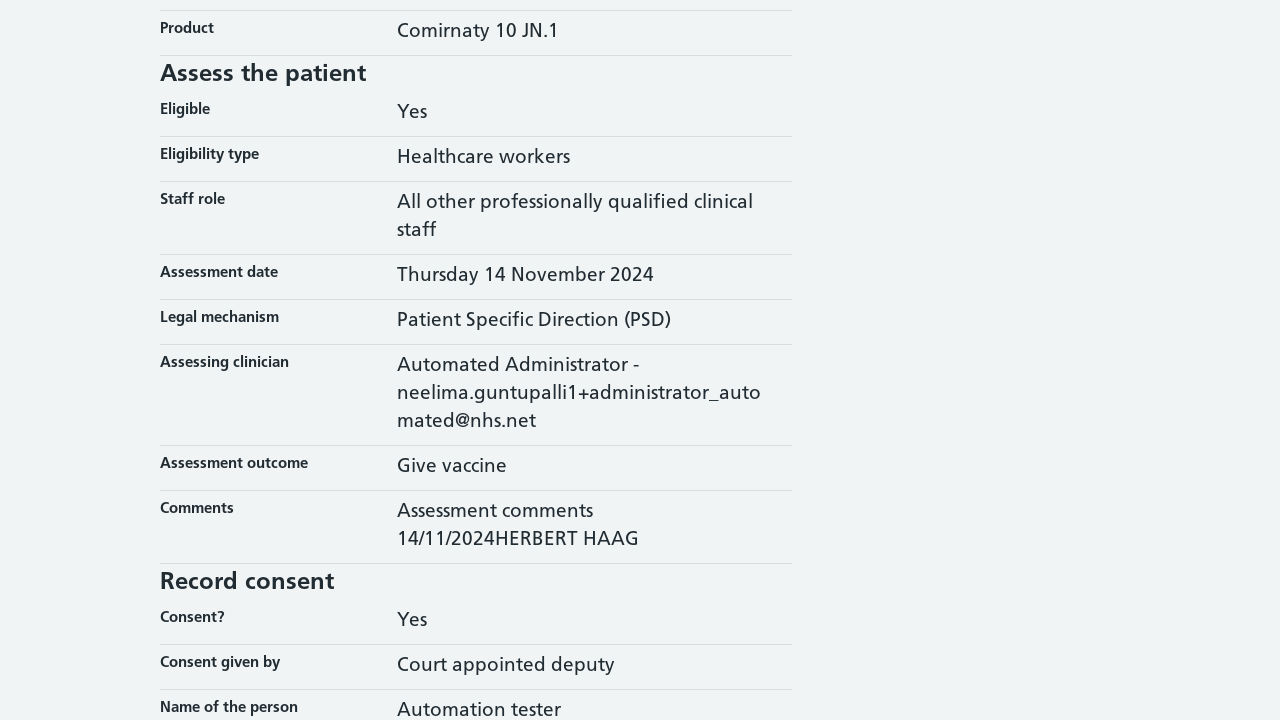 Product
Comirnaty 10 JN.1
Assess the patient
Eligible
Yes
Eligibility type
Healthcare workers
Staff role
All other professionally qualified clinical
staff
Assessment date
Thursday 14 November 2024
Legal mechanism
Patient Specific Direction (PSD)
Assessing clinician
Automated Administrator -
neelima.guntupalli1+administrator_auto
mated@nhs.net
Assessment outcome
Give vaccine
Comments
Assessment comments
14/11/2024HERBERT HAAG
Record consent
Consent?
Yes
Consent given by
Court appointed deputy
Name of the person
Automation tester